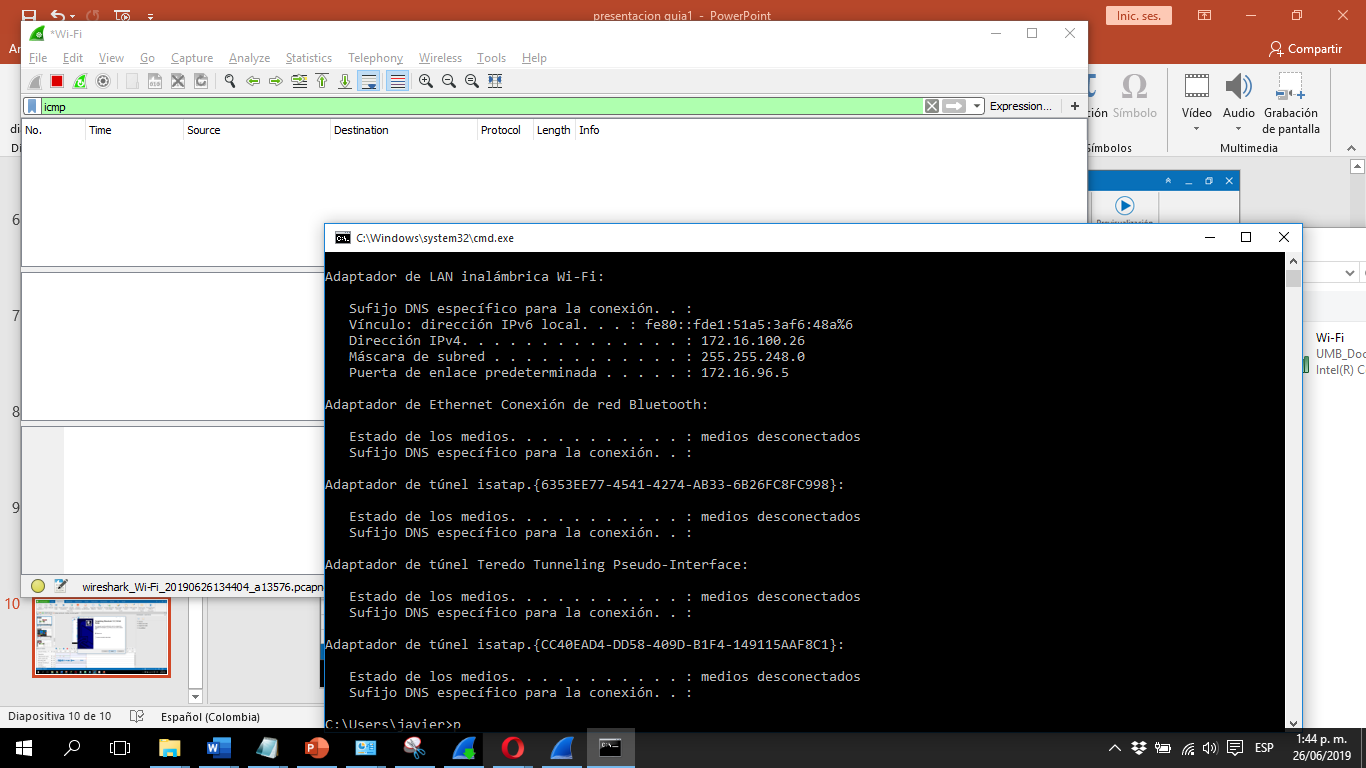 presentacion guia1 - PowerPoint
Inic. ses.
Compartir
*Wi-Fi
File Edit View Go Capture Analyze Statistics Telephony Wireless Tools Help
icmp
Expression...
+
No. Time Source Destination Protocol Length Info
Símbolo
Vídeo
Audio
Grabación
de pantalla
Multimedia
C:\Windows\system32\cmd.exe
Adaptador de LAN inalámbrica Wi-Fi:
Sufijo DNS específico para la conexión. . :
Vínculo: dirección IPv6 local. . . : fe80::fde1:51a5:3af6:48a%6
Dirección IPv4. . . . . . . . . . . . . . : 172.16.100.26
Máscara de subred . . . . . . . . . . . . : 255.255.248.0
Puerta de enlace predeterminada . . . . . : 172.16.96.5
Adaptador de Ethernet Conexión de red Bluetooth:
Estado de los medios. . . . . . . . . . . : medios desconectados
Sufijo DNS específico para la conexión. . :
Adaptador de túnel isatap.{6353EE77-4541-4274-AB33-6B26FC8FC998}:
Estado de los medios. . . . . . . . . . . : medios desconectados
Sufijo DNS específico para la conexión. . :
Adaptador de túnel Teredo Tunneling Pseudo-Interface:
Estado de los medios. . . . . . . . . . . : medios desconectados
Sufijo DNS específico para la conexión. . :
Adaptador de túnel isatap.{CC40EAD4-DD58-409D-B1F4-149115AAF8C1}:
Estado de los medios. . . . . . . . . . . : medios desconectados
Sufijo DNS específico para la conexión. . :
C:\Users\javier>p
Wi-Fi
UMB_Doc
Intel(R) C
6
7
8
9
10
wireshark_Wi-Fi_20190626134404_a13576.pcapn
Diapositiva 10 de 10
Español (Colombia)
ESP
1:44 p. m.
26/06/2019